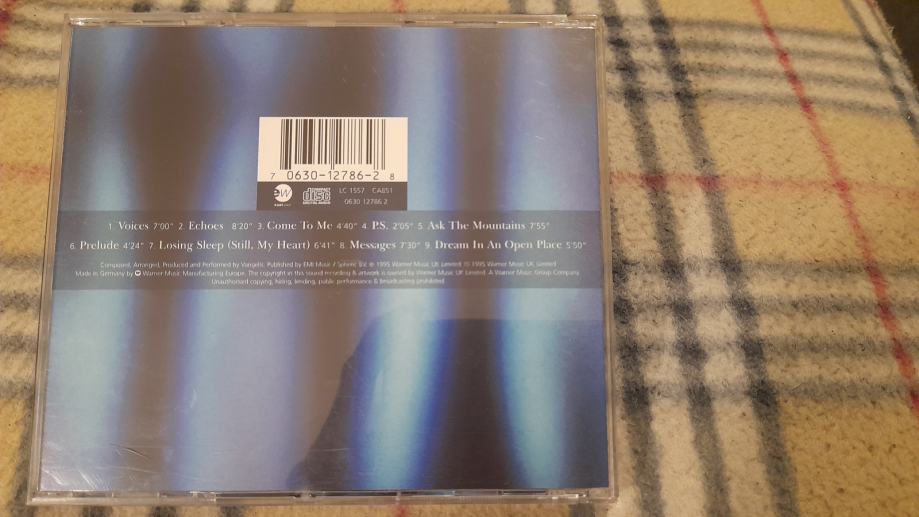 7 0630-12786-2 8
ew
COMPACT disc DIGITAL AUDIO
LC 1557 CA851
0630 12786 2
1. Voices 7'00" 2. Echoes 8'20" 3. Come To Me 4'40" 4. P.S. 2'05" 5. Ask The Mountains 7'55"
6. Prelude 4'24" 7. Losing Sleep (Still, My Heart) 6'41" 8. Messages 7'30" 9. Dream In An Open Place 5'50"
Composed, Arranged, Produced and Performed by Vangelis. Published by EMI Music / Spheric BV. ℗ 1995 Warner Music UK Limited. © 1995 Warner Music UK Limited.
Made in Germany by Warner Music Manufacturing Europe. The copyright in this sound recording & artwork is owned by Warner Music UK Limited. A Warner Music Group Company.
Unauthorised copying, hiring, lending, public performance & broadcasting prohibited.